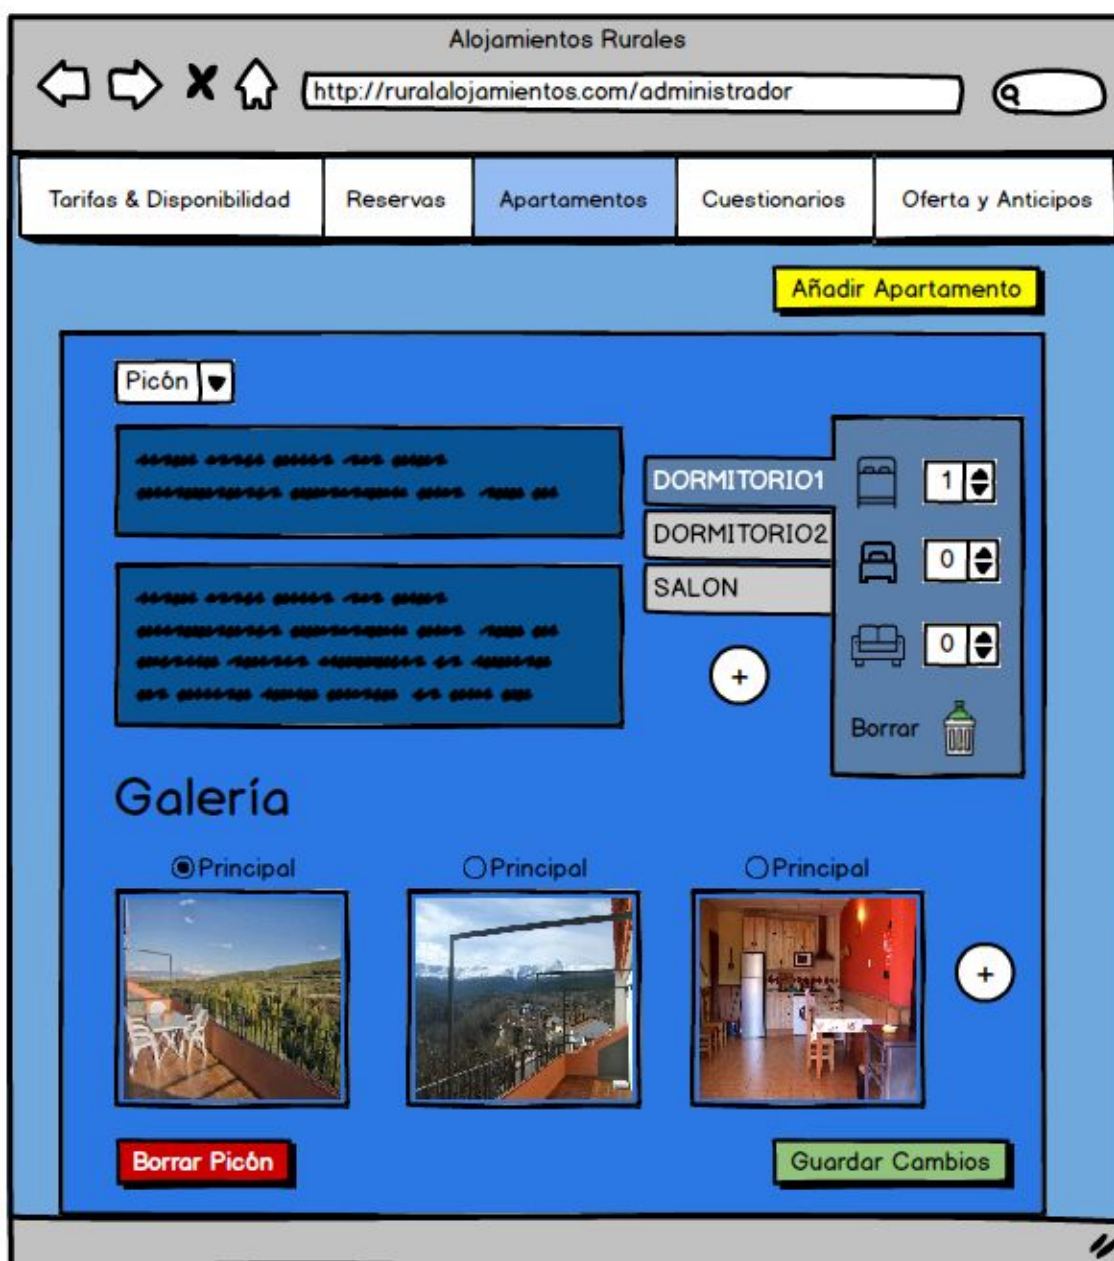 Alojamientos Rurales
http://ruralalojamientos.com/administrador
Tarifas & Disponibilidad
Reservas
Apartamentos
Cuestionarios
Oferta y Anticipos
Añadir Apartamento
Picón
DORMITORIO1
1
DORMITORIO2
0
SALON
0
+
Borrar
Galería
Principal
Principal
Principal
+
Borrar Picón
Guardar Cambios